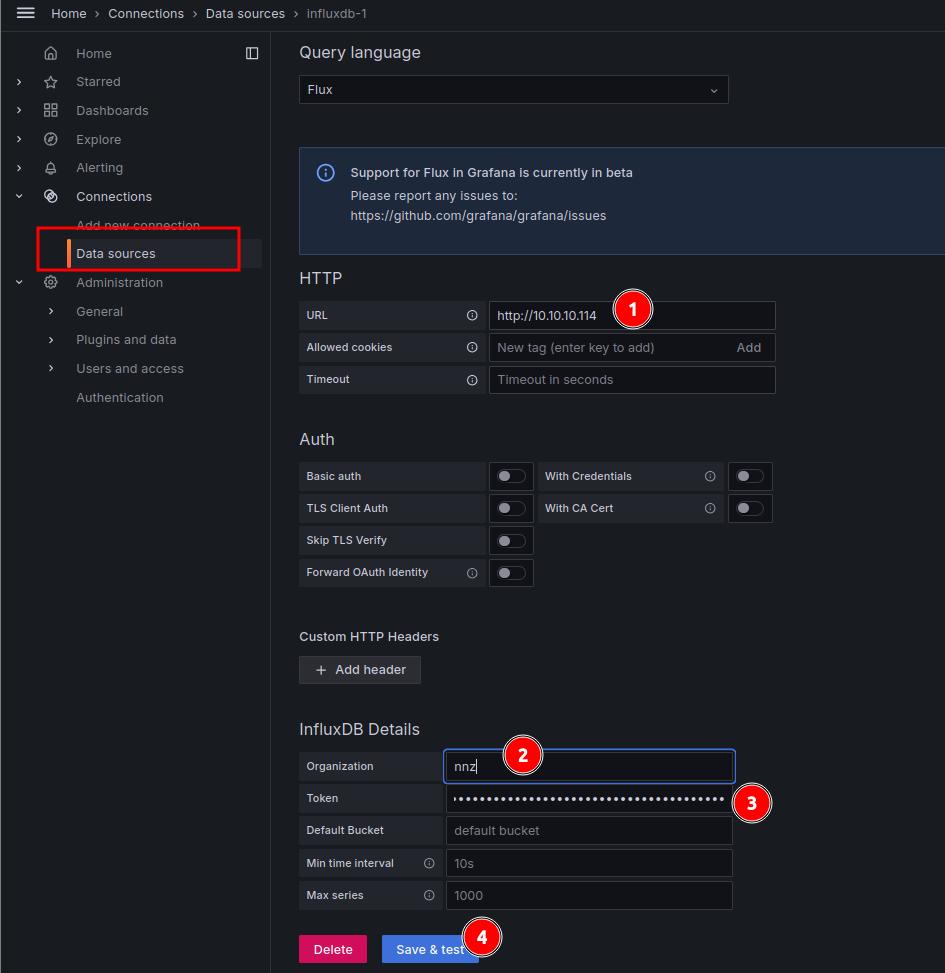 Home › Connections › Data sources › influxdb-1
Home
Starred
Dashboards
Explore
Alerting
Connections
Add new connection
Data sources
Administration
General
Plugins and data
Users and access
Authentication
Query language
Flux
Support for Flux in Grafana is currently in beta
Please report any issues to:
https://github.com/grafana/grafana/issues
HTTP
URL http://10.10.10.114 1
Allowed cookies New tag (enter key to add) Add
Timeout Timeout in seconds
Auth
Basic auth With Credentials
TLS Client Auth With CA Cert
Skip TLS Verify
Forward OAuth Identity
Custom HTTP Headers
+ Add header
InfluxDB Details
Organization nnz 2
Token 3
Default Bucket default bucket
Min time interval 10s
Max series 1000
Delete Save & test 4